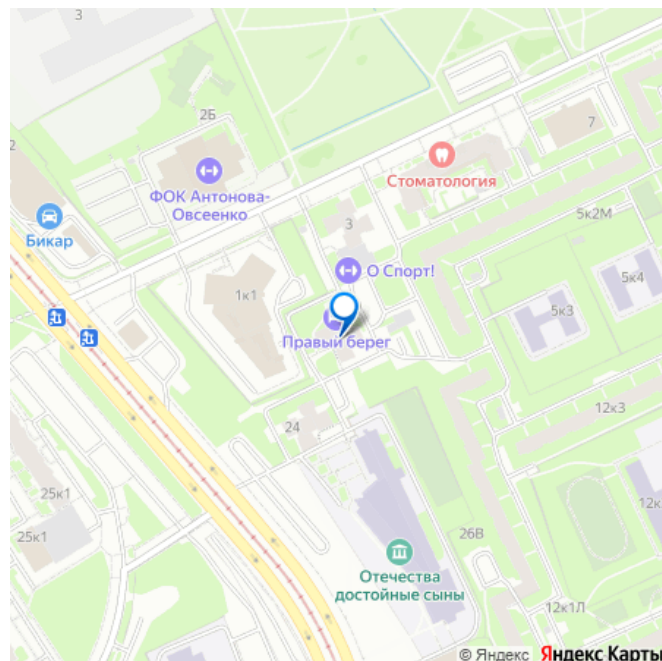 3
2Б
7
2
Стоматология
ФОК Антонова-
Овсеенко
3
5к2М
Бикар
О Спорт!
5к4
1к1
5к3
Правый берег
12к3
24
25к1
12к
25к1
26В
Отечества
достойные сыны
12к1Л
© Яндекс Яндекс Карты